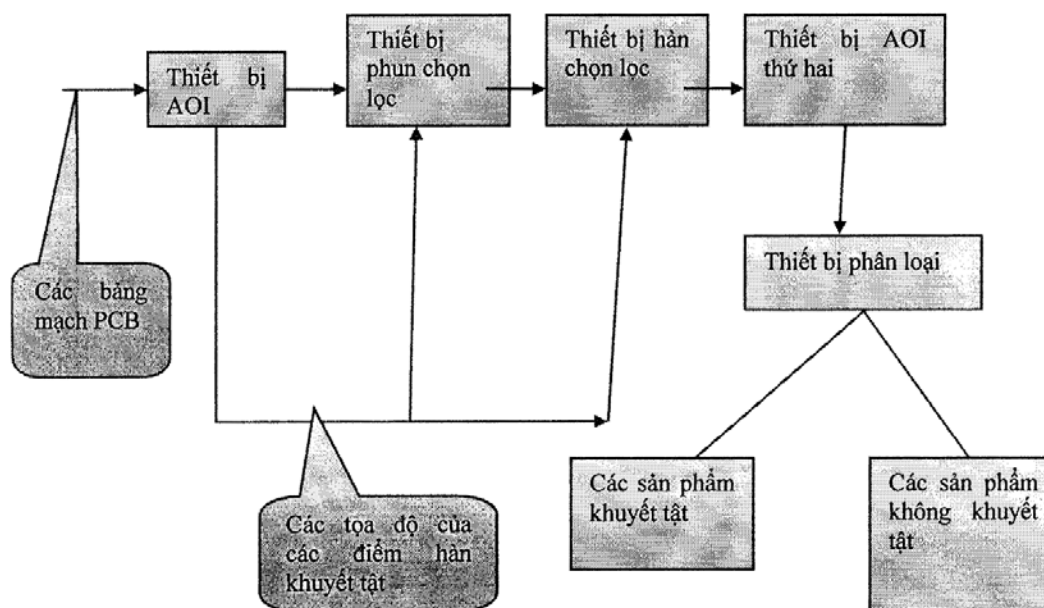 Thiết bị
AOI
Thiết bị
phun chọn
lọc
Thiết bị hàn
chọn lọc
Thiết bị AOI
thứ hai
Các bảng
mạch PCB
Thiết bị phân loại
Các tọa độ của
các điểm hàn
khuyết tật
Các sản phẩm
khuyết tật
Các sản phẩm
không khuyết
tật